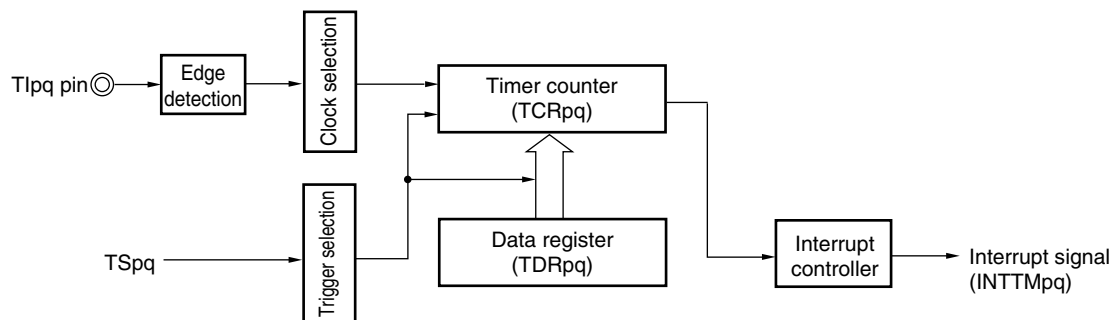 TIpq pin
Edge
detection
Clock selection
Timer counter
(TCRpq)
TSpq
Trigger selection
Data register
(TDRpq)
Interrupt
controller
Interrupt signal
(INTTMpq)